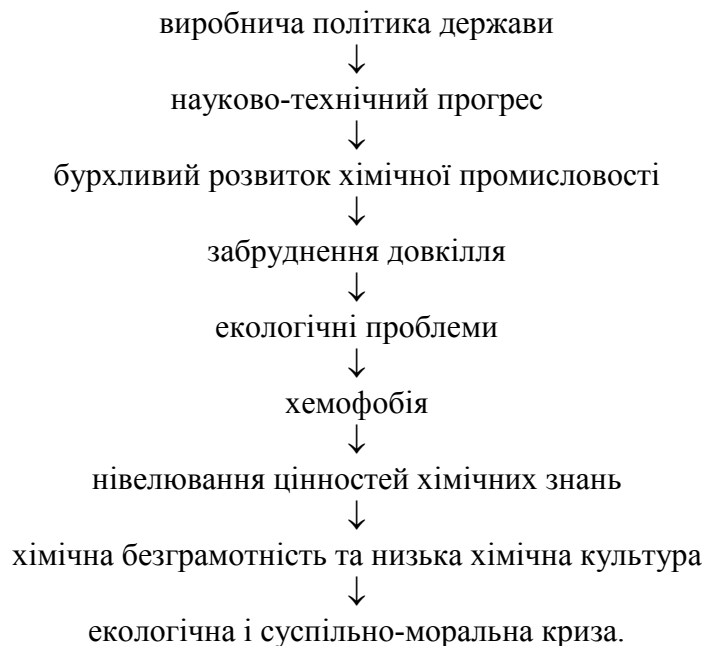 виробнича політика держави
↓
науково-технічний прогрес
↓
бурхливий розвиток хімічної промисловості
↓
забруднення довкілля
↓
екологічні проблеми
↓
хемофобія
↓
нівелювання цінностей хімічних знань
↓
хімічна безграмотність та низька хімічна культура
↓
екологічна і суспільно-моральна криза.